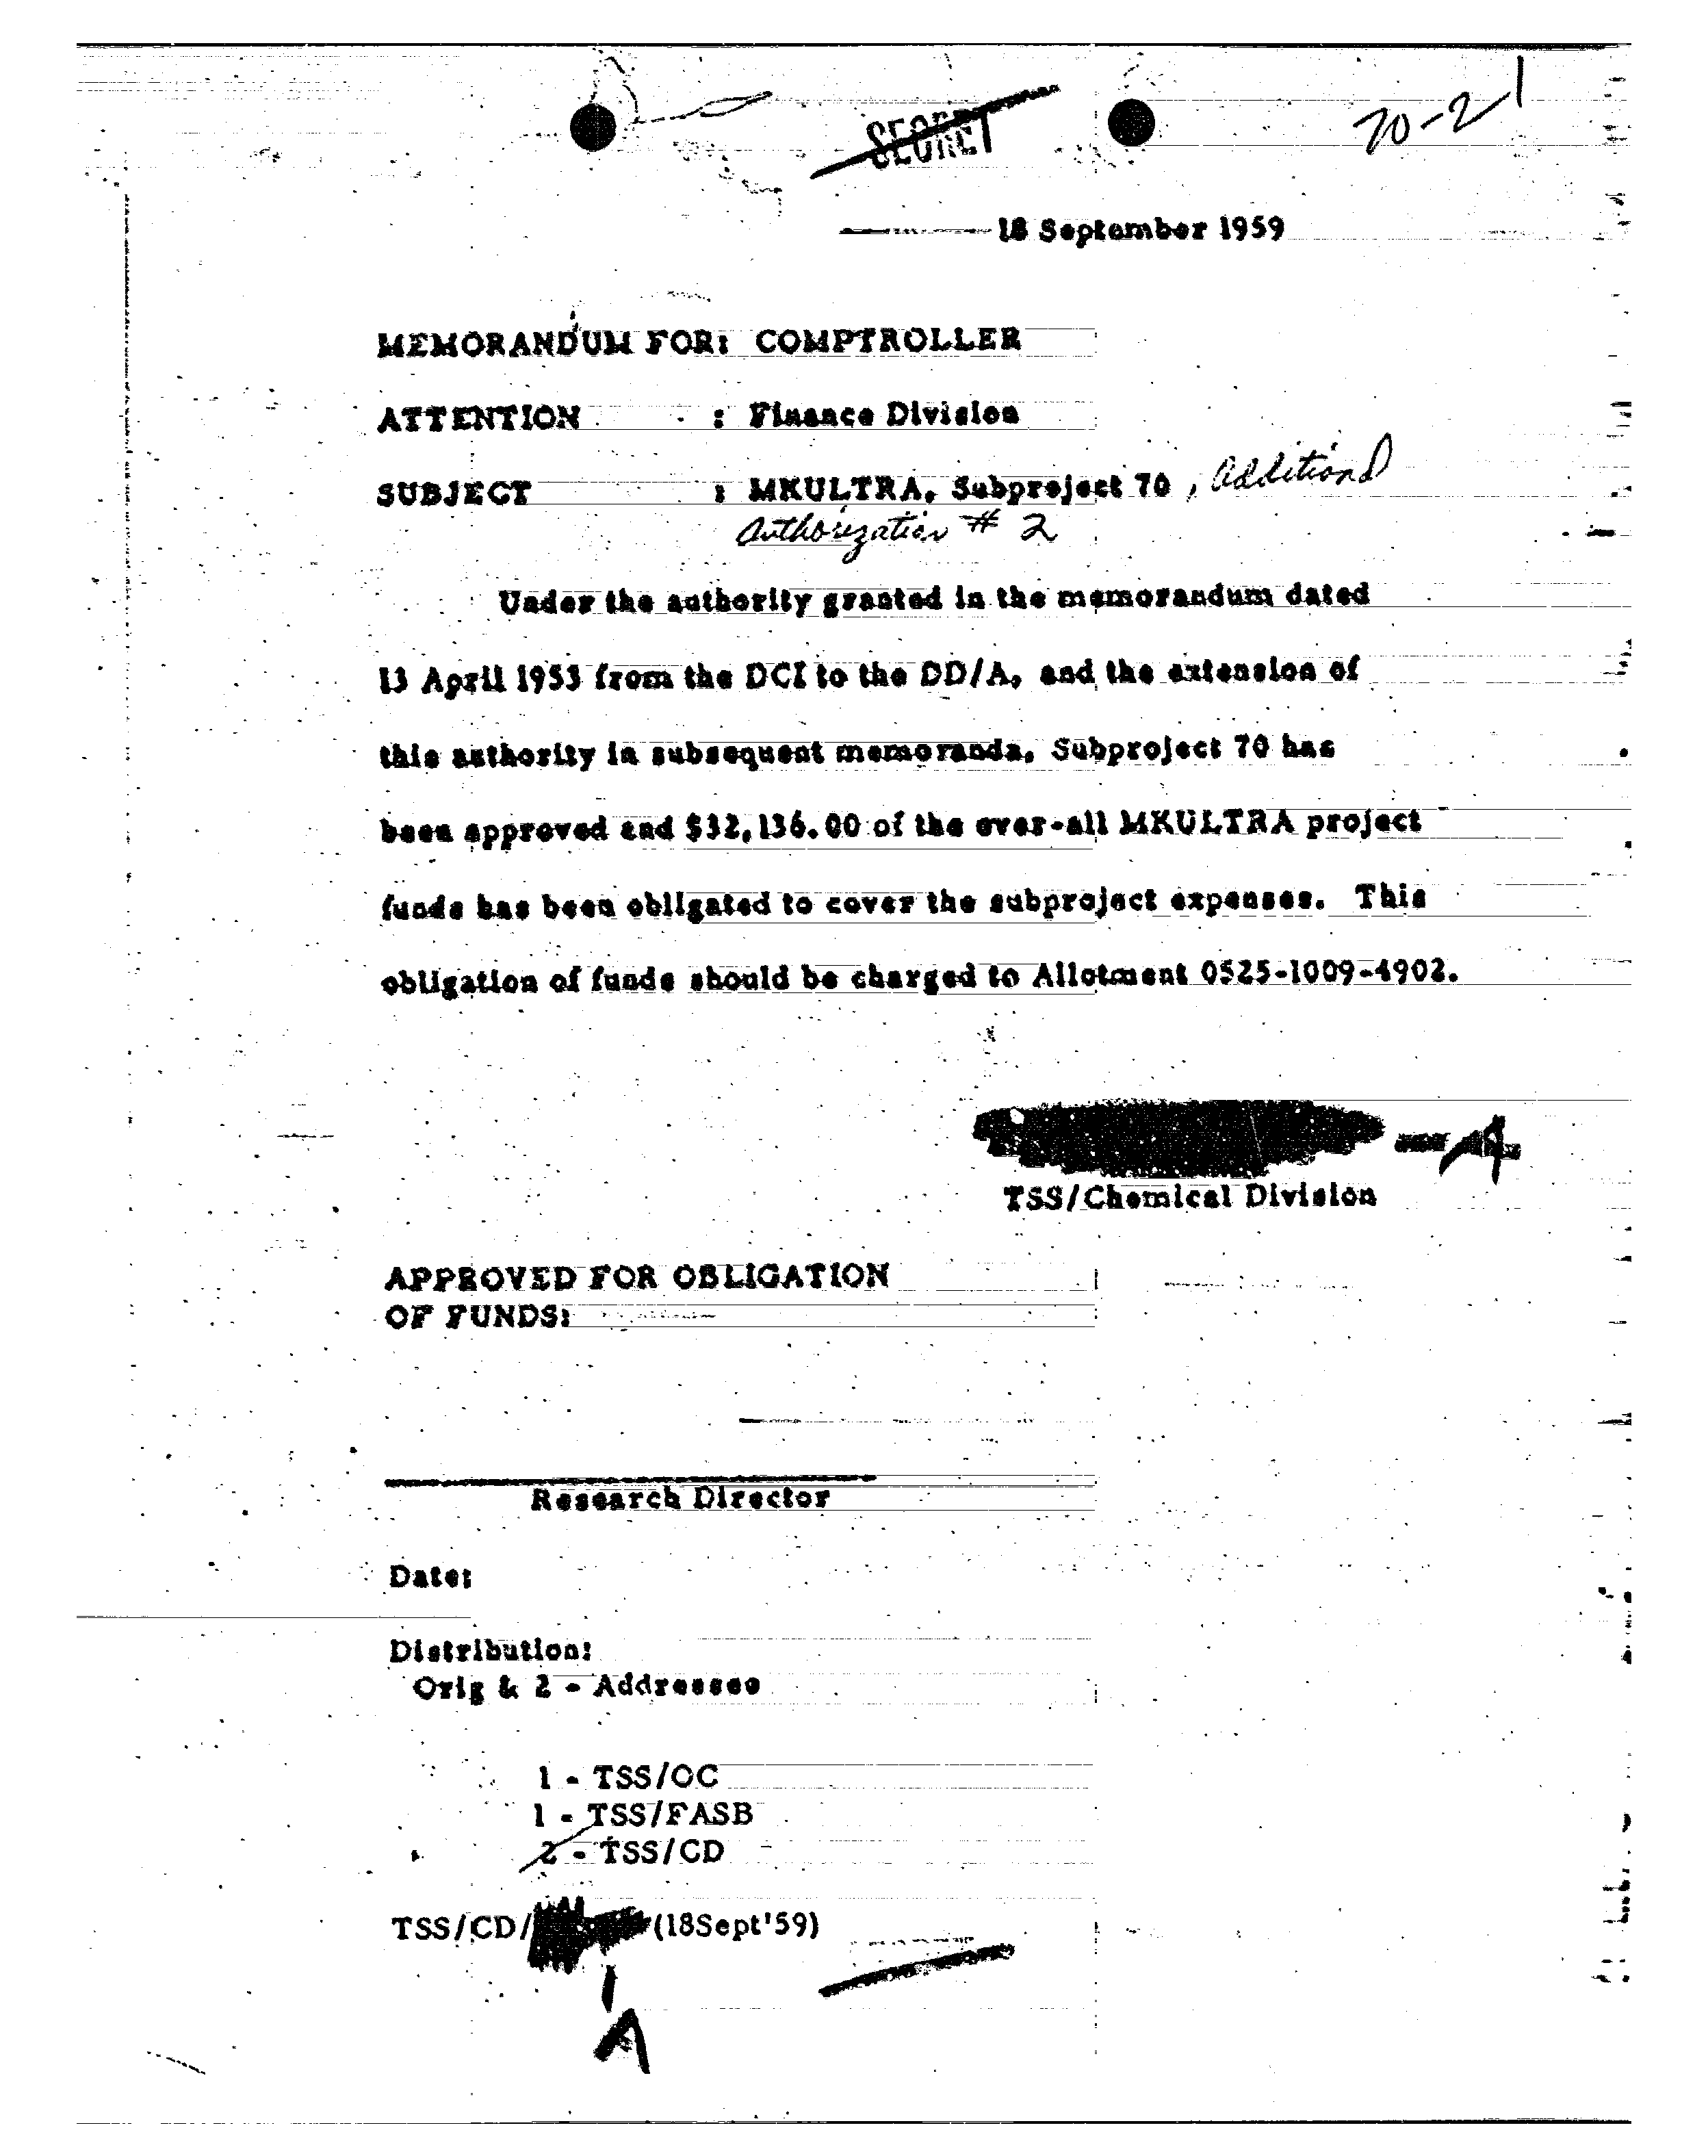 SECRET
70-21
18 September 1959
MEMORANDUM FOR: COMPTROLLER
ATTENTION : Finance Division
SUBJECT : MKULTRA, Subproject 70, Additional
Authorization # 2
Under the authority granted in the memorandum dated
13 April 1953 from the DCI to the DD/A, and the extension of
this authority in subsequent memoranda, Subproject 70 has
been approved and $32,136.00 of the over-all MKULTRA project
funds has been obligated to cover the subproject expenses. This
obligation of funds should be charged to Allotment 0525-1009-4902.
A
TSS/Chemical Division
APPROVED FOR OBLIGATION
OF FUNDS:
Research Director
Date:
Distribution:
Orig & 2 - Addressee
1 - TSS/OC
1 - TSS/FASB
2 - TSS/CD
TSS/CD/ (18Sept'59)
A